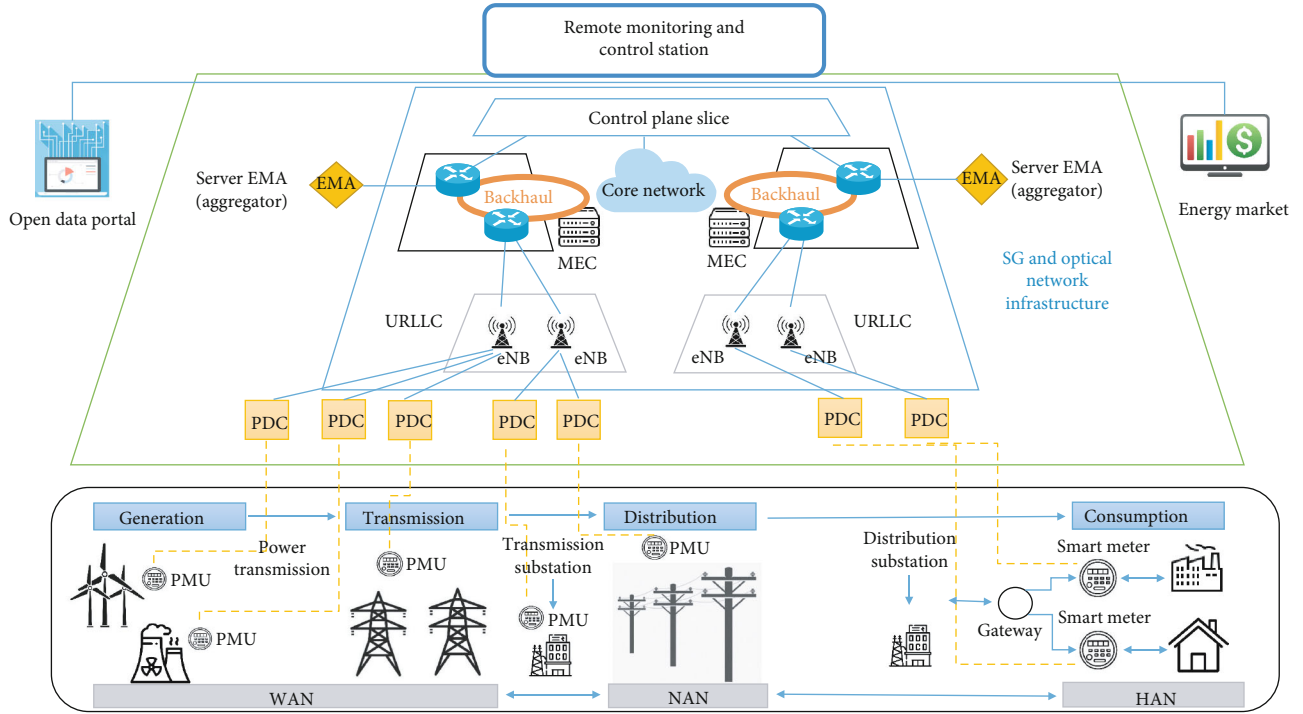 Remote monitoring and
control station
Control plane slice
Open data portal
Server EMA
(aggregator)
EMA
Backhaul
Core network
Backhaul
EMA
Server EMA
(aggregator)
Energy market
MEC
MEC
SG and optical
network
infrastructure
URLLC
eNB
eNB
eNB
eNB
URLLC
PDC
PDC
PDC
PDC
PDC
PDC
PDC
Generation
Transmission
Distribution
Consumption
Power
transmission
PMU
PMU
PMU
Transmission
substation
PMU
PMU
Distribution
substation
Gateway
Smart meter
Smart meter
WAN
NAN
HAN